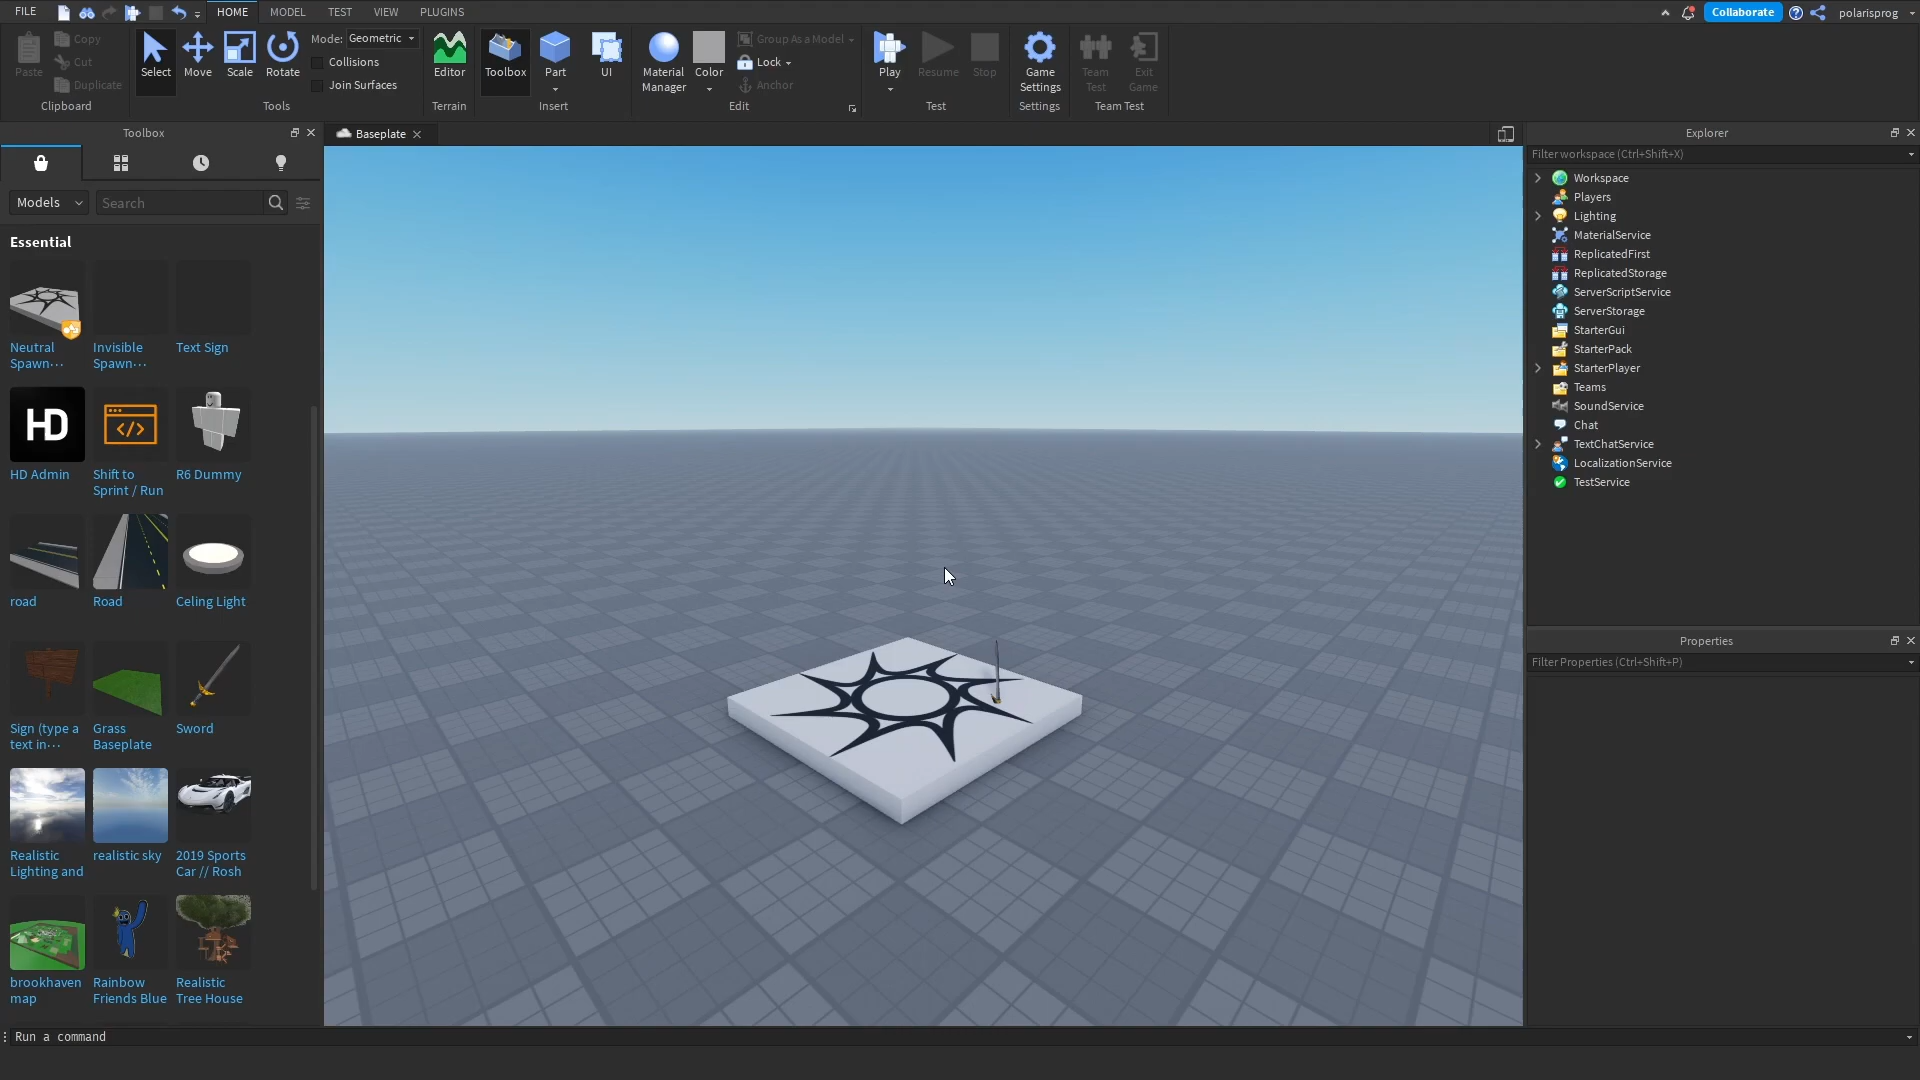 FILE HOME MODEL TEST VIEW PLUGINS Collaborate polarisprog
Paste Copy Cut Duplicate
Clipboard
Select Move Scale Rotate
Mode: Geometric
Collisions
Join Surfaces
Tools
Editor
Terrain
Toolbox Part UI
Insert
Material Manager Color
Group As a Model
Lock
Anchor
Edit
Play Resume Stop
Test
Game Settings
Settings
Team Test Exit Game
Team Test
Toolbox
Models Search
Essential
Neutral Spawn⋯
Invisible Spawn⋯
Text Sign
HD
HD Admin
Shift to Sprint / Run
R6 Dummy
road
Road
Celing Light
Sign (type a text in⋯
Grass Baseplate
Sword
Realistic Lighting and
realistic sky
2019 Sports Car // Rosh
brookhaven map
Rainbow Friends Blue
Realistic Tree House
Baseplate
Explorer
Filter workspace (Ctrl+Shift+X)
Workspace
Players
Lighting
MaterialService
ReplicatedFirst
ReplicatedStorage
ServerScriptService
ServerStorage
StarterGui
StarterPack
StarterPlayer
Teams
SoundService
Chat
TextChatService
LocalizationService
TestService
Properties
Filter Properties (Ctrl+Shift+P)
Run a command